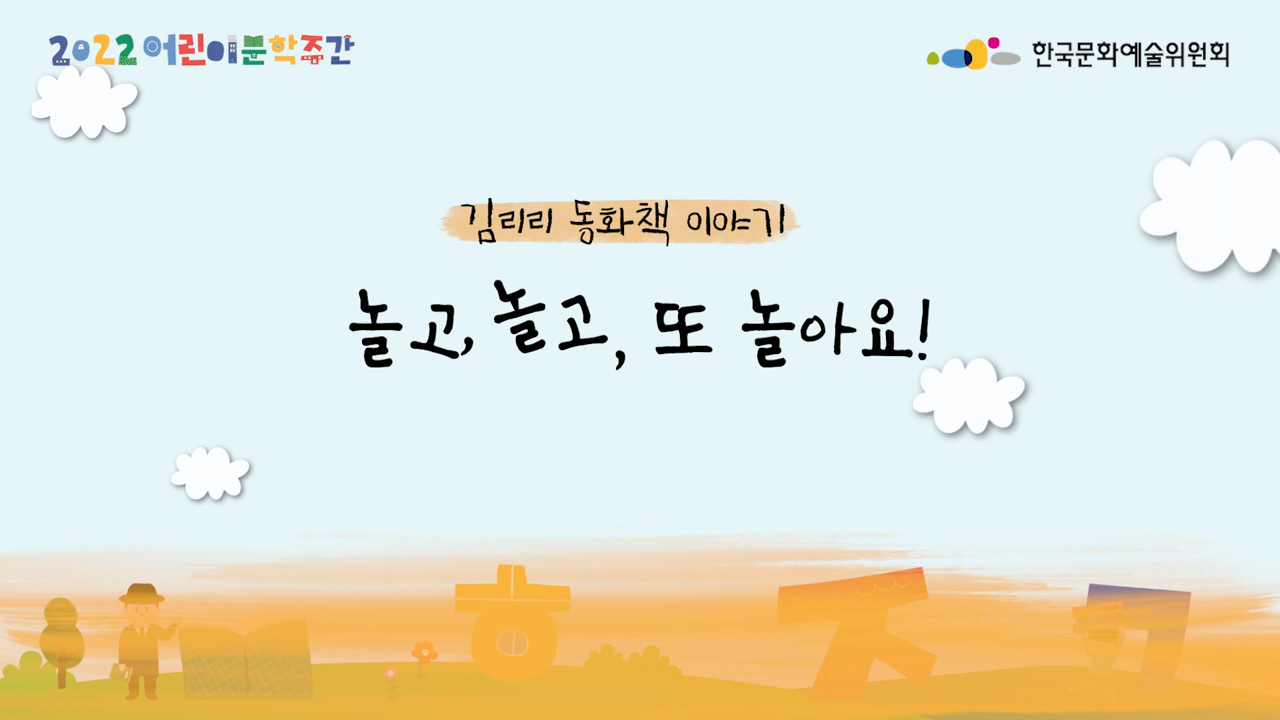 2022 어린이문학주간
한국문화예술위원회
김리리 동화책 이야기
놀고, 놀고, 또 놀아요!